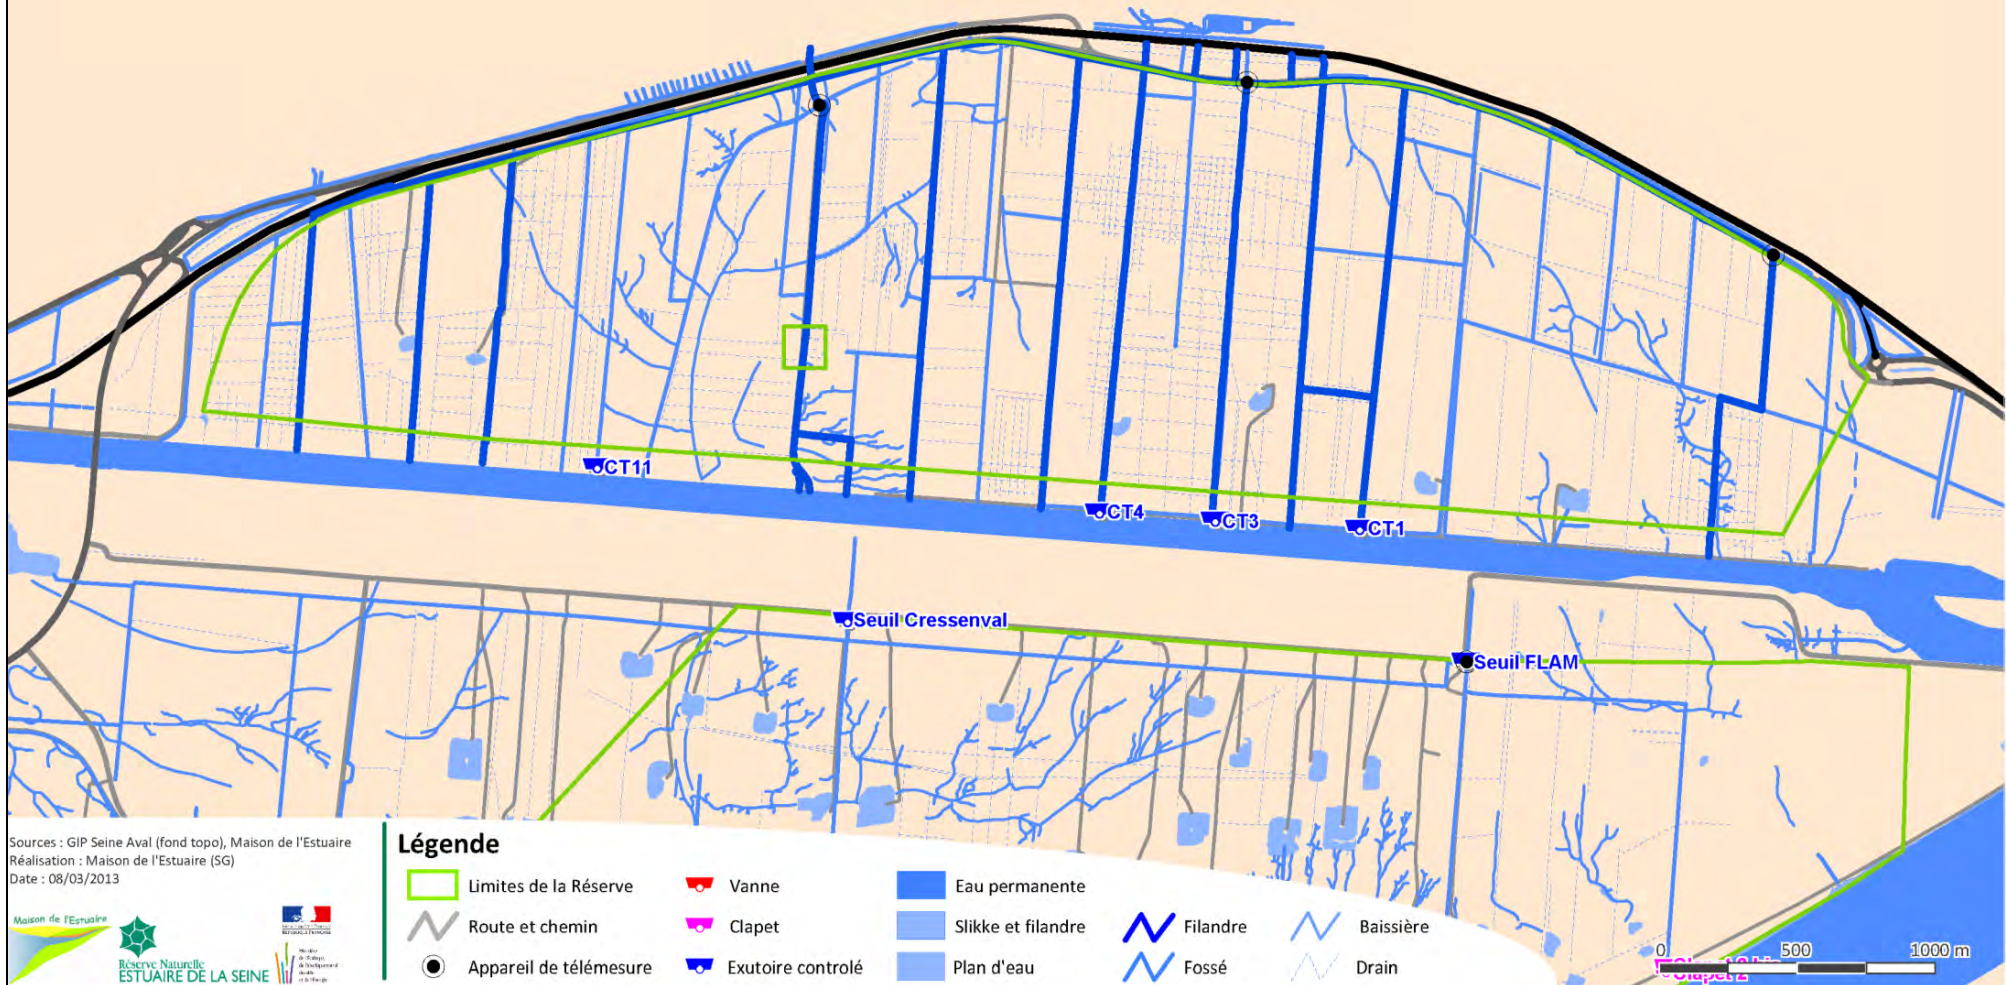 CT11
CT4
CT3
CT1
Seuil Cressenval
Seuil FLAM
Sources : GIP Seine Aval (fond topo), Maison de l'Estuaire
Réalisation : Maison de l'Estuaire (SG)
Date : 08/03/2013
Maison de l'Estuaire
Réserve Naturelle
ESTUAIRE DE LA SEINE
Légende
Limites de la Réserve
Vanne
Eau permanente
Route et chemin
Clapet
Slikke et filandre
Filandre
Baissière
Appareil de télémesure
Exutoire controlé
Plan d'eau
Fossé
Drain
0 500 1000 m
Clapet 2